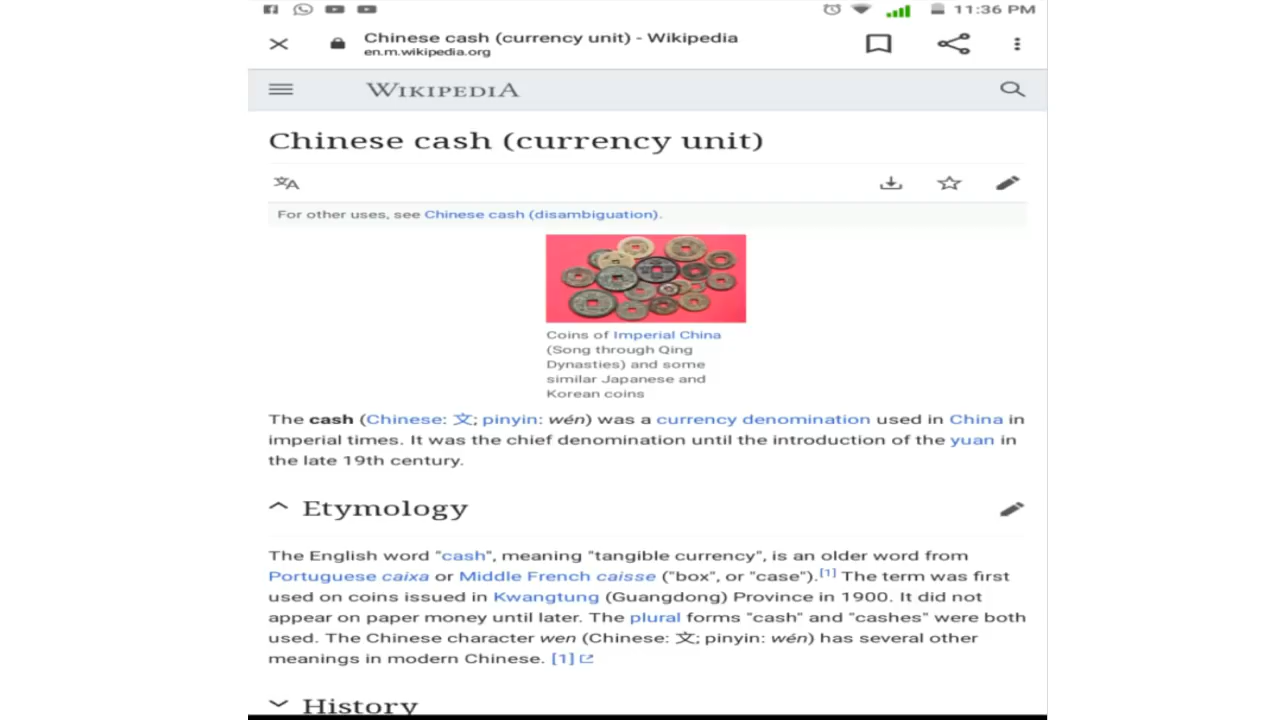 11:36 PM
Chinese cash (currency unit) - Wikipedia
en.m.wikipedia.org
WIKIPEDIA
Chinese cash (currency unit)
For other uses, see Chinese cash (disambiguation).
Coins of Imperial China
(Song through Qing
Dynasties) and some
similar Japanese and
Korean coins
The cash (Chinese: 文; pinyin: wén) was a currency denomination used in China in
imperial times. It was the chief denomination until the introduction of the yuan in
the late 19th century.
Etymology
The English word "cash", meaning "tangible currency", is an older word from
Portuguese caixa or Middle French caisse ("box", or "case").[1] The term was first
used on coins issued in Kwangtung (Guangdong) Province in 1900. It did not
appear on paper money until later. The plural forms "cash" and "cashes" were both
used. The Chinese character wen (Chinese: 文; pinyin: wén) has several other
meanings in modern Chinese. [1]
History